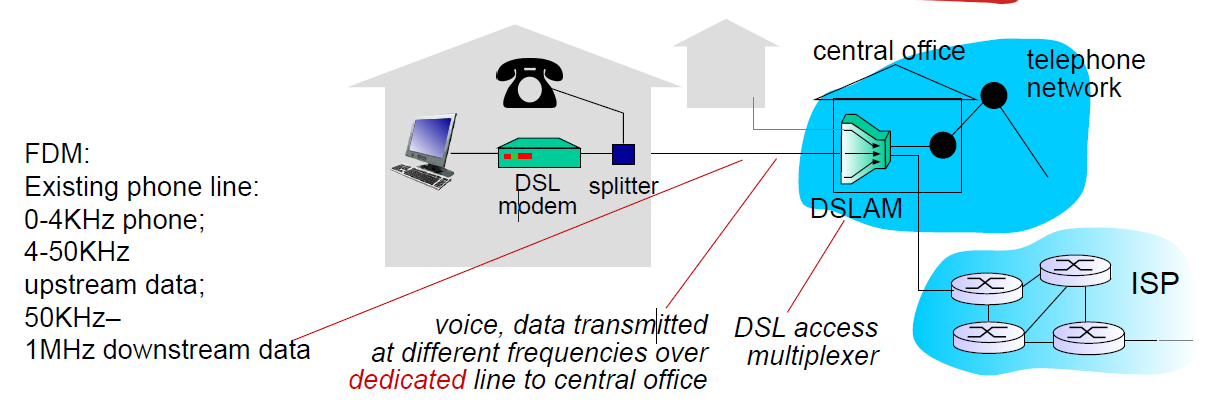 central office
telephone
network
FDM:
Existing phone line:
0-4KHz phone;
4-50KHz
upstream data;
50KHz–
1MHz downstream data
DSL
modem
splitter
DSLAM
ISP
voice, data transmitted
at different frequencies over
dedicated line to central office
DSL access
multiplexer